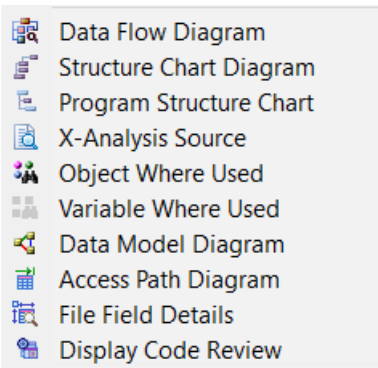 Data Flow Diagram
Structure Chart Diagram
Program Structure Chart
X-Analysis Source
Object Where Used
Variable Where Used
Data Model Diagram
Access Path Diagram
File Field Details
Display Code Review